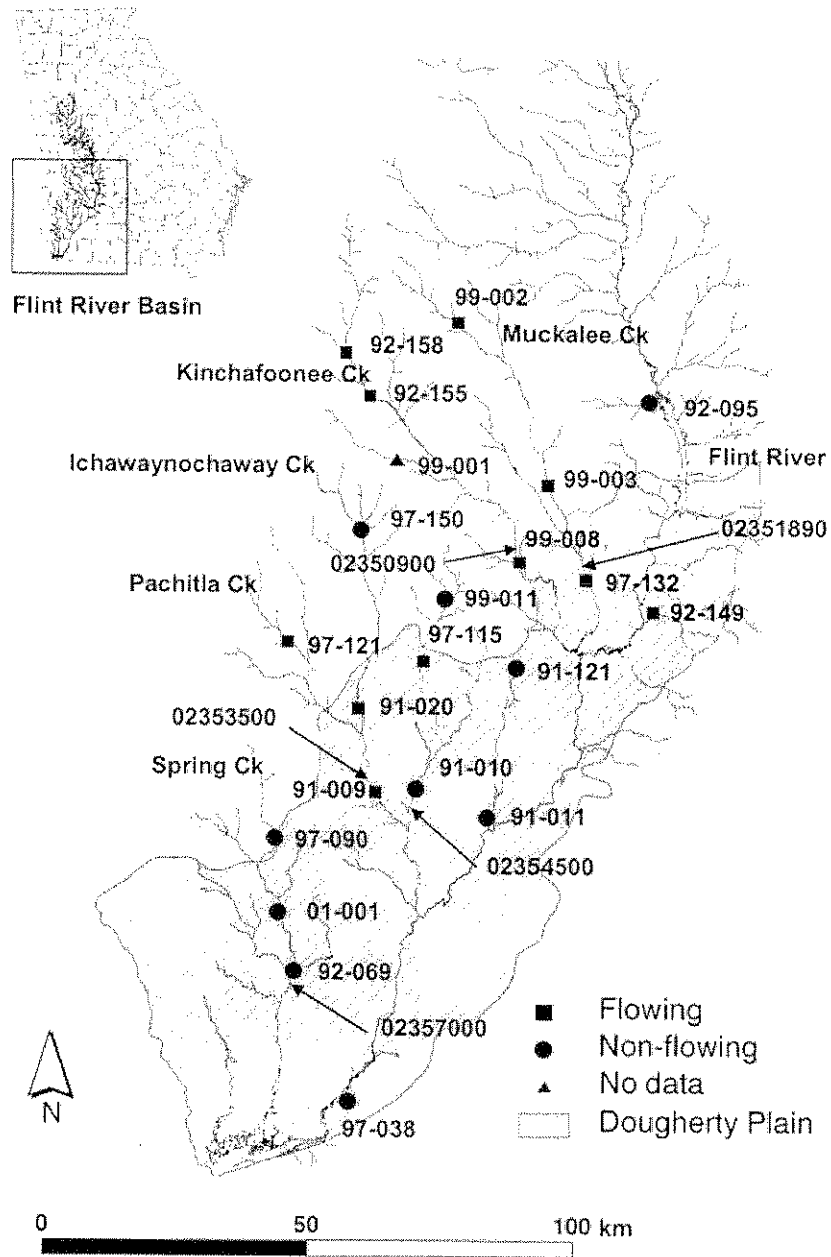 Flint River Basin
99-002
Muckalee Ck
92-158
Kinchafoonee Ck
92-155
92-095
Ichawaynochaway Ck
99-001
Flint River
99-003
97-150
02351890
99-008
02350900
Pachitla Ck
99-011
97-132
92-149
97-115
97-121
91-121
91-020
02353500
Spring Ck
91-010
91-009
91-011
97-090
02354500
01-001
92-069
02357000
Flowing
Non-flowing
No data
Dougherty Plain
N
97-038
0 50 100 km